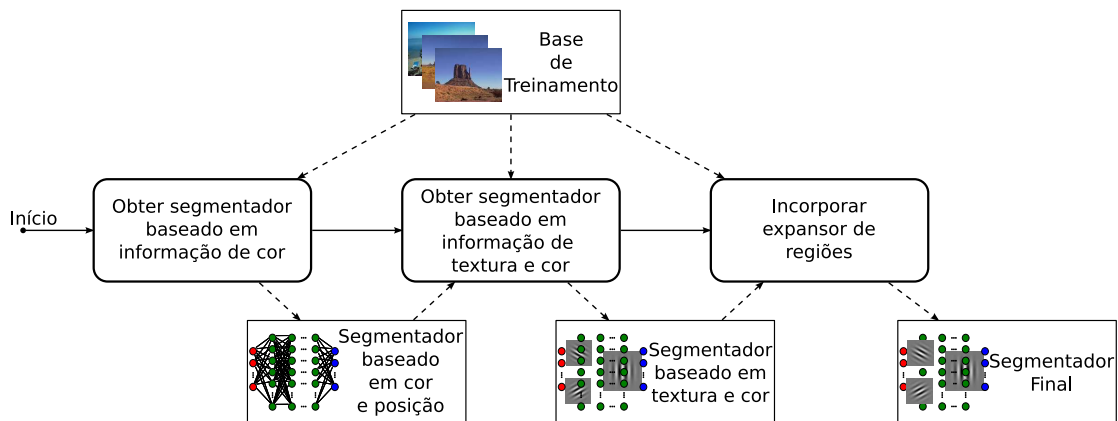 Base
de
Treinamento
Início
Obter segmentador
baseado em
informação de cor
Obter segmentador
baseado em
informação de
textura e cor
Incorporar
expansor de
regiões
Segmentador
baseado
em cor
e posição
Segmentador
baseado em
textura e cor
Segmentador
Final